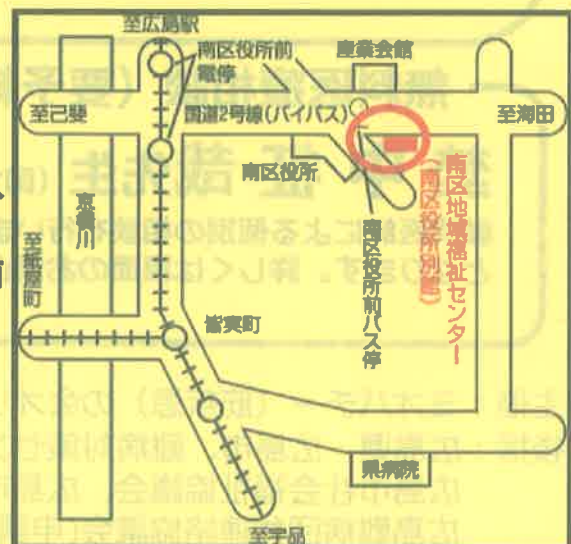 至広島駅
南区役所前
電停
産業会館
至己斐
国道2号線(バイパス)
至海田
南区役所
南区地域福祉センター
(南区役所別館)
南区役所前バス停
京橋川
至紙屋町
皆実町
県病院
至宇品